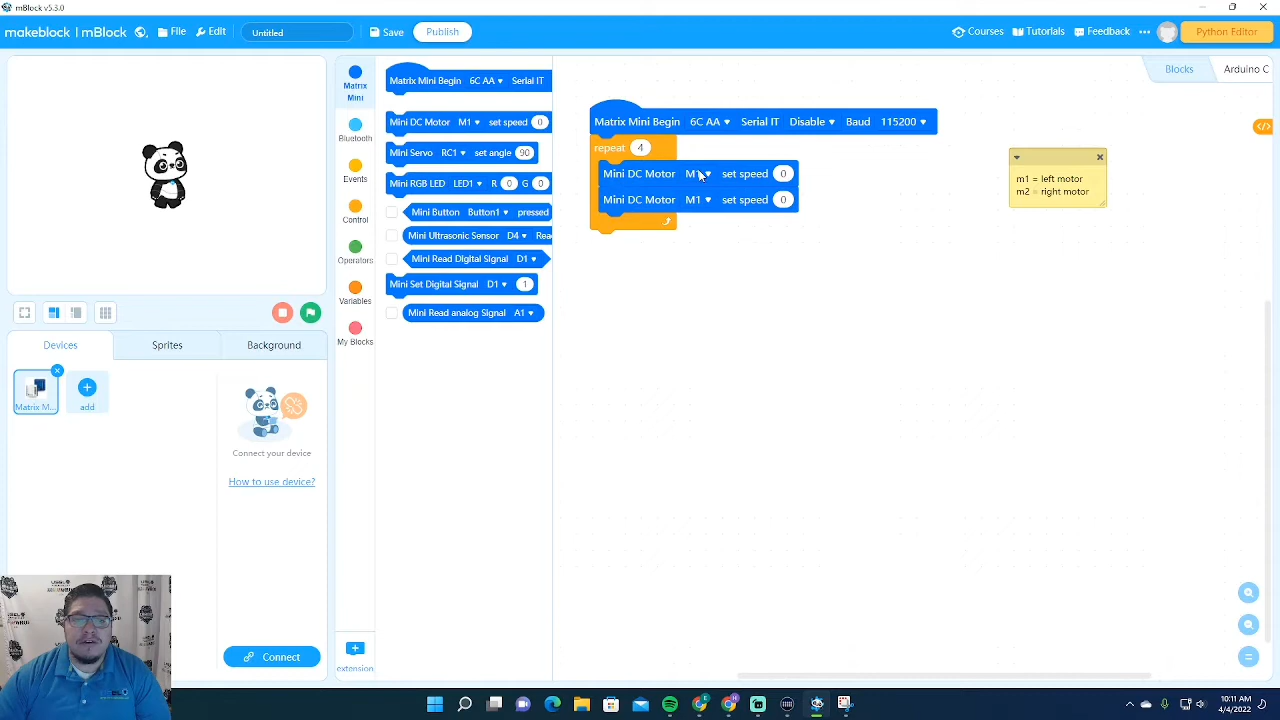 mBlock v5.3.0
makeblock | mBlock
File
Edit
Untitled
Save
Publish
Courses
Tutorials
Feedback
Python Editor
Matrix
Mini
Bluetooth
Events
Control
Operators
Variables
My Blocks
extension
Matrix Mini Begin 6C AA Serial IT
Mini DC Motor M1 set speed 0
Mini Servo RC1 set angle 90
Mini RGB LED LED1 R 0 G 0
Mini Button Button1 pressed
Mini Ultrasonic Sensor D4 Rea
Mini Read Digital Signal D1
Mini Set Digital Signal D1 1
Mini Read analog Signal A1
Blocks
Arduino C
Matrix Mini Begin 6C AA Serial IT Disable Baud 115200
repeat 4
Mini DC Motor M1 set speed 0
Mini DC Motor M1 set speed 0
m1 = left motor
m2 = right motor
Devices
Sprites
Background
Matrix M...
add
Connect your device
How to use device?
Connect
10:11 AM
4/4/2022